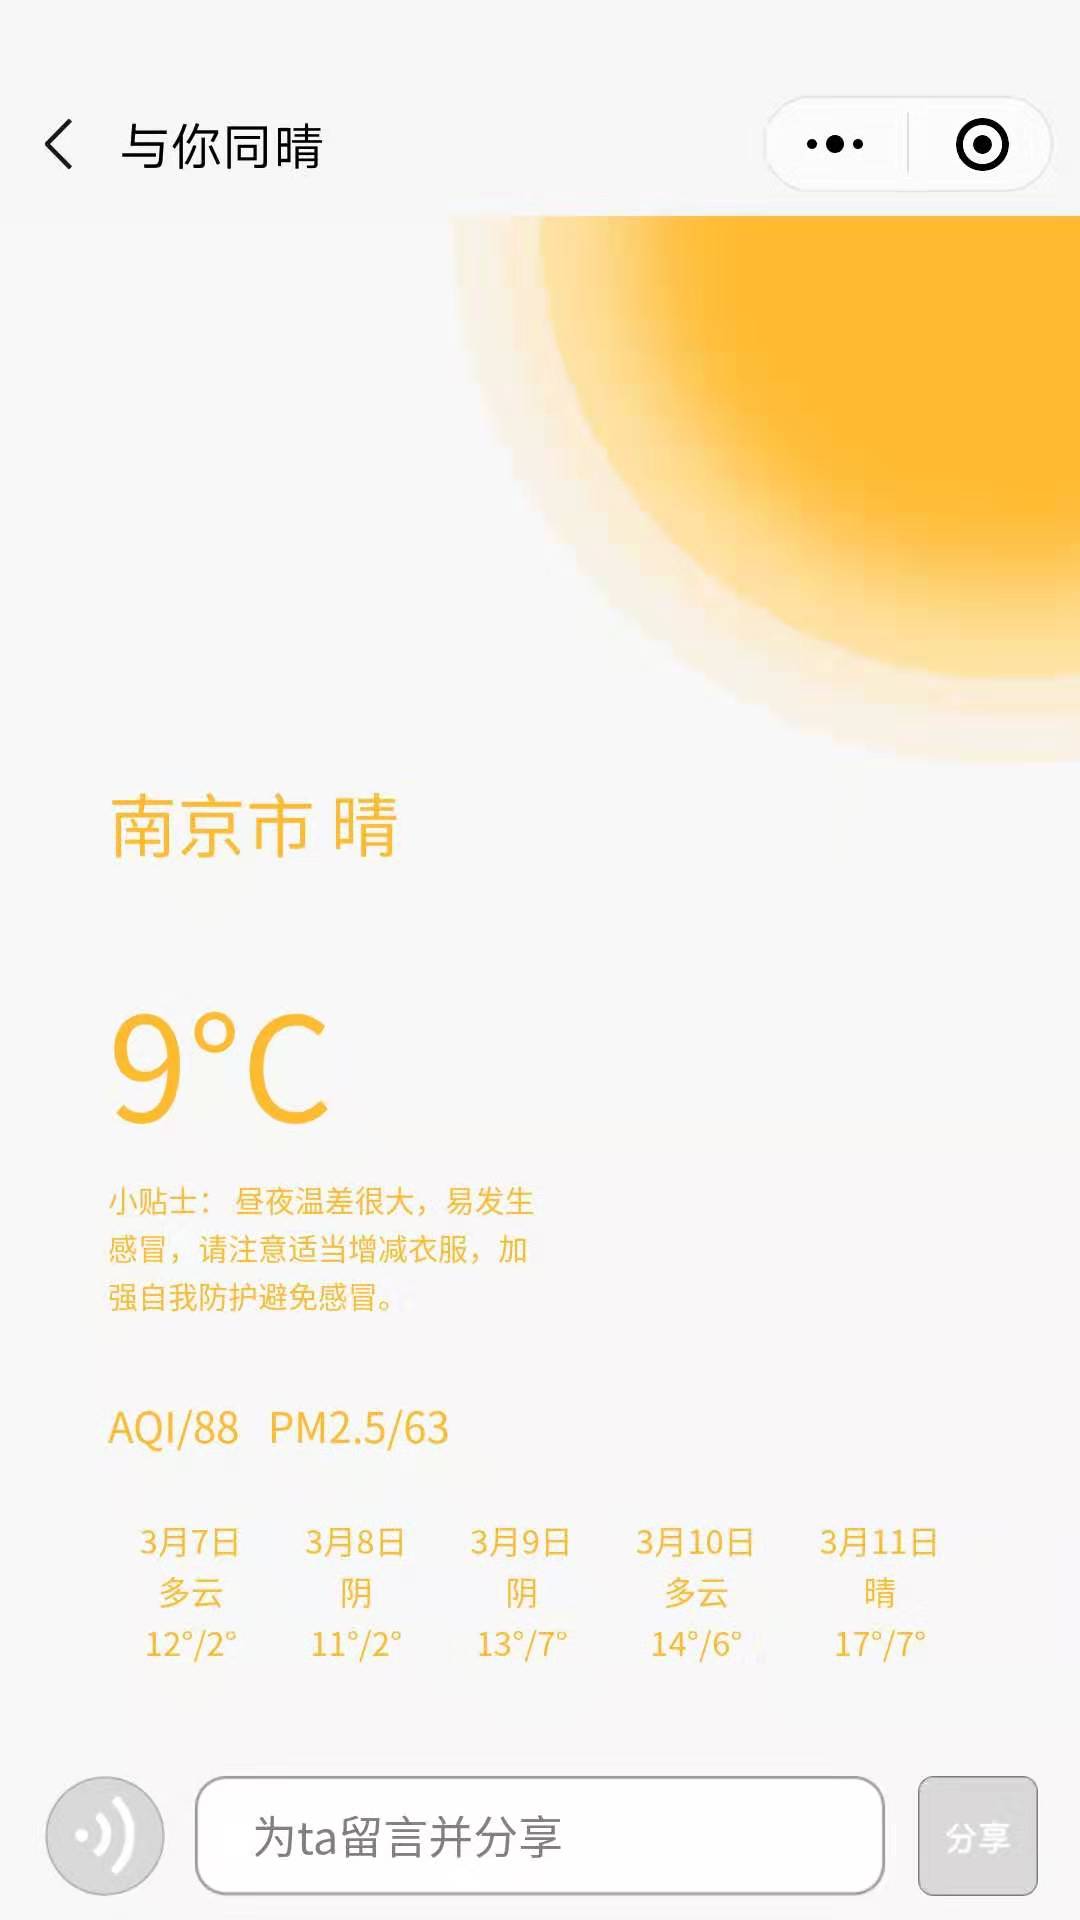 与你同晴
南京市 晴
9°C
小贴士： 昼夜温差很大，易发生
感冒，请注意适当增减衣服，加
强自我防护避免感冒。
AQI/88 PM2.5/63
3月7日 3月8日 3月9日 3月10日 3月11日
多云 阴 阴 多云 晴
12°/2° 11°/2° 13°/7° 14°/6° 17°/7°
为ta留言并分享 分享